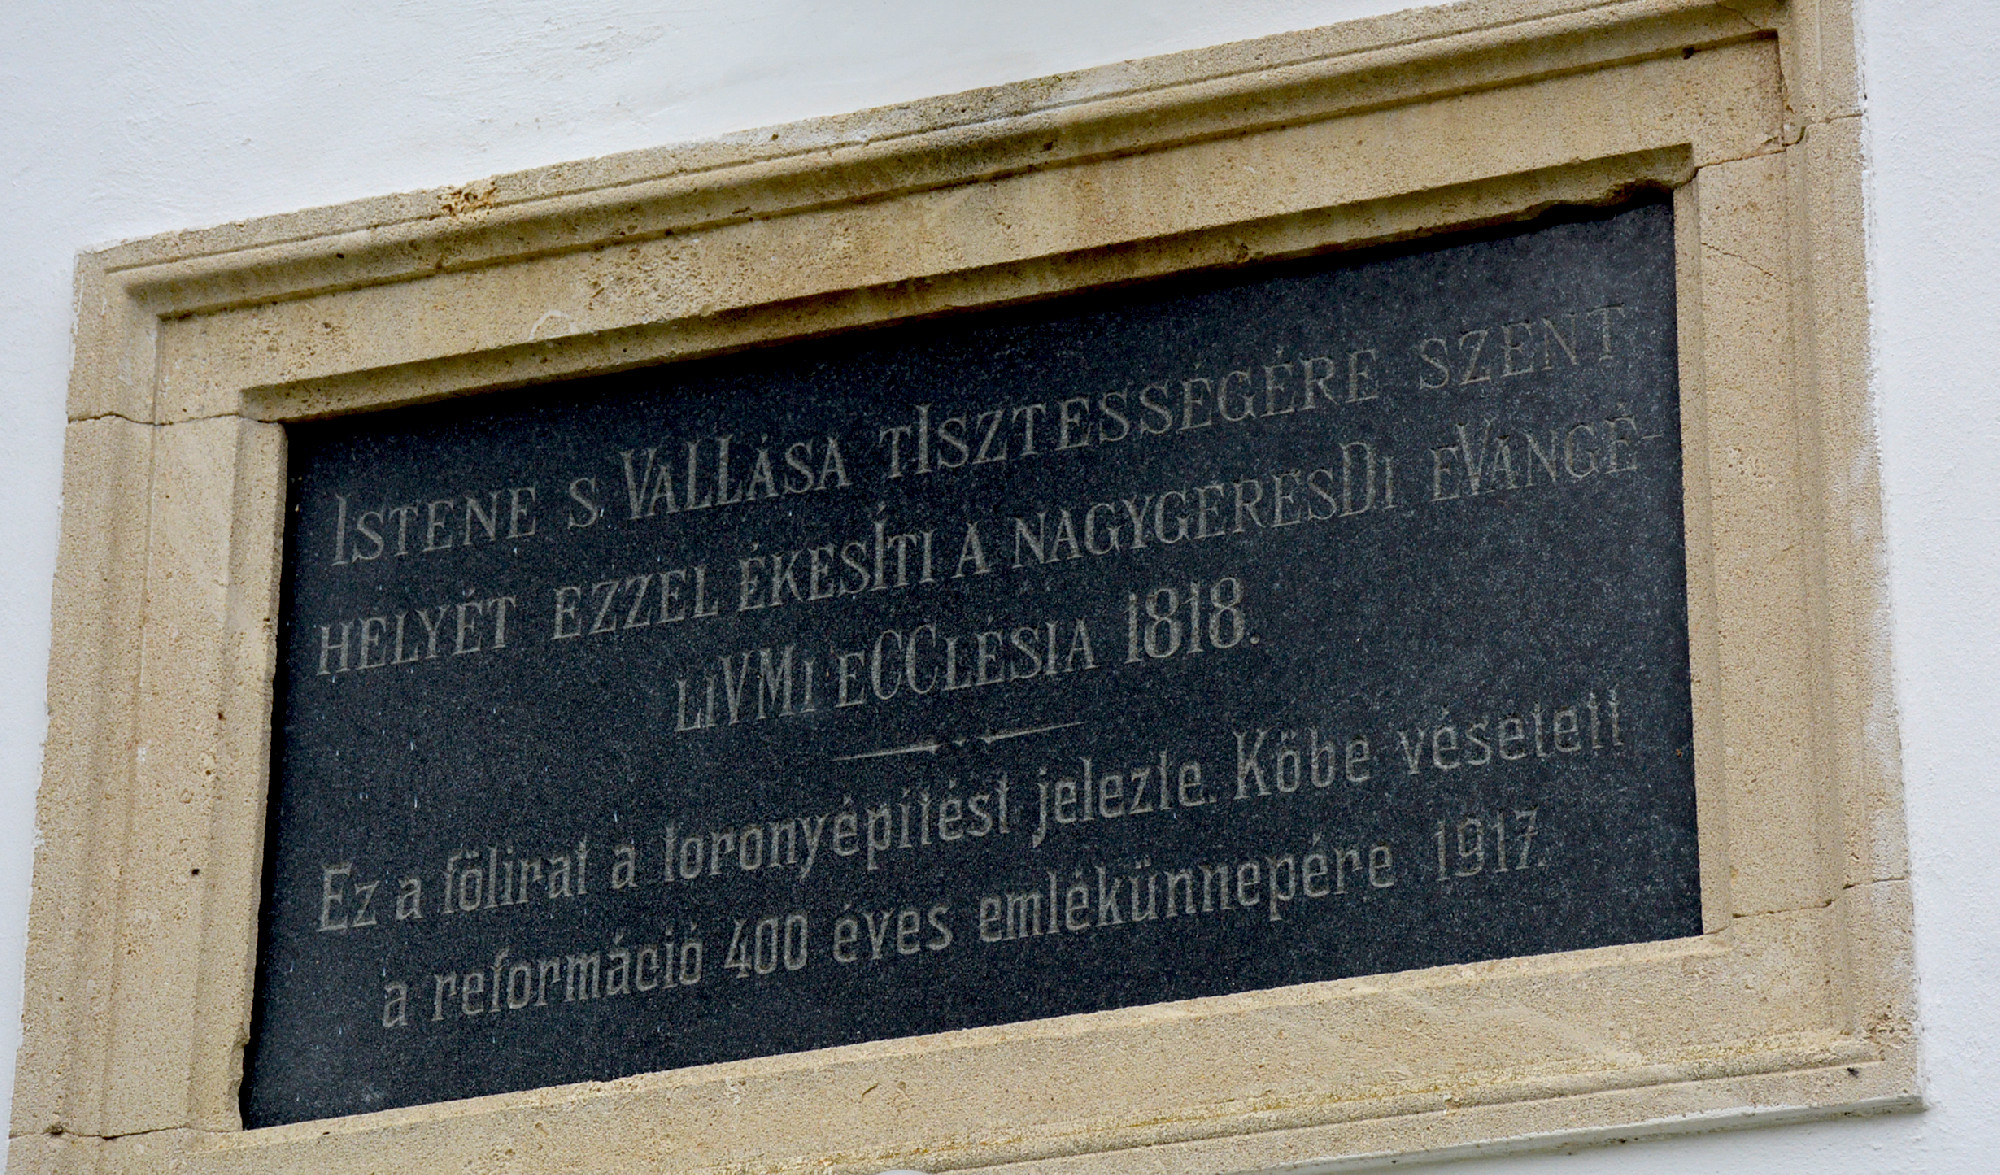 IsTENE s VaLLása tIsztességére szent
helyét ezzel ékesÍti a nagygeresDi eVángé-
liVMi eCClésia 1818.
Ez a fölirat a toronyépítést jelezte. Köbe vésetett
a reformáció 400 éves emlékünnepére 1917.